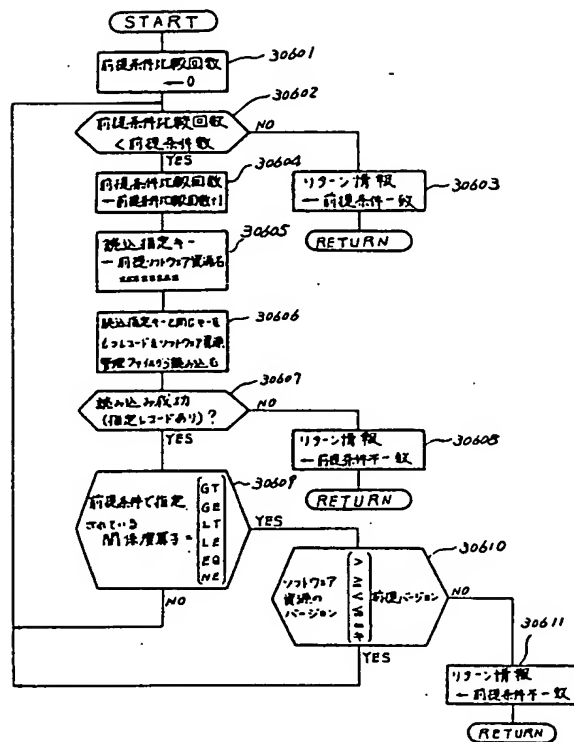 START
前提条件比較回数
←0
30601
30602
前提条件比較回数
<前提条件数
NO
YES
30604
前提条件比較回数
←前提条件比較回数+1
リターン情報
←前提条件一致
30603
RETURN
30605
読込指定キー
←前提ソフトウェア資源名
********
30606
読込指定キーと同じキーを
もつレコードをソフトウェア資源
管理ファイルから読み込む
30607
読み込み成功
(指定レコードあり)?
NO
YES
リターン情報
←前提条件不一致
30608
RETURN
30609
前提条件で指定
されている
関係演算子=
GT
GE
LT
LE
EQ
NE
YES
NO
30610
ソフトウェア
資源の
バージョン
前提バージョン
NO
YES
30611
リターン情報
←前提条件不一致
RETURN